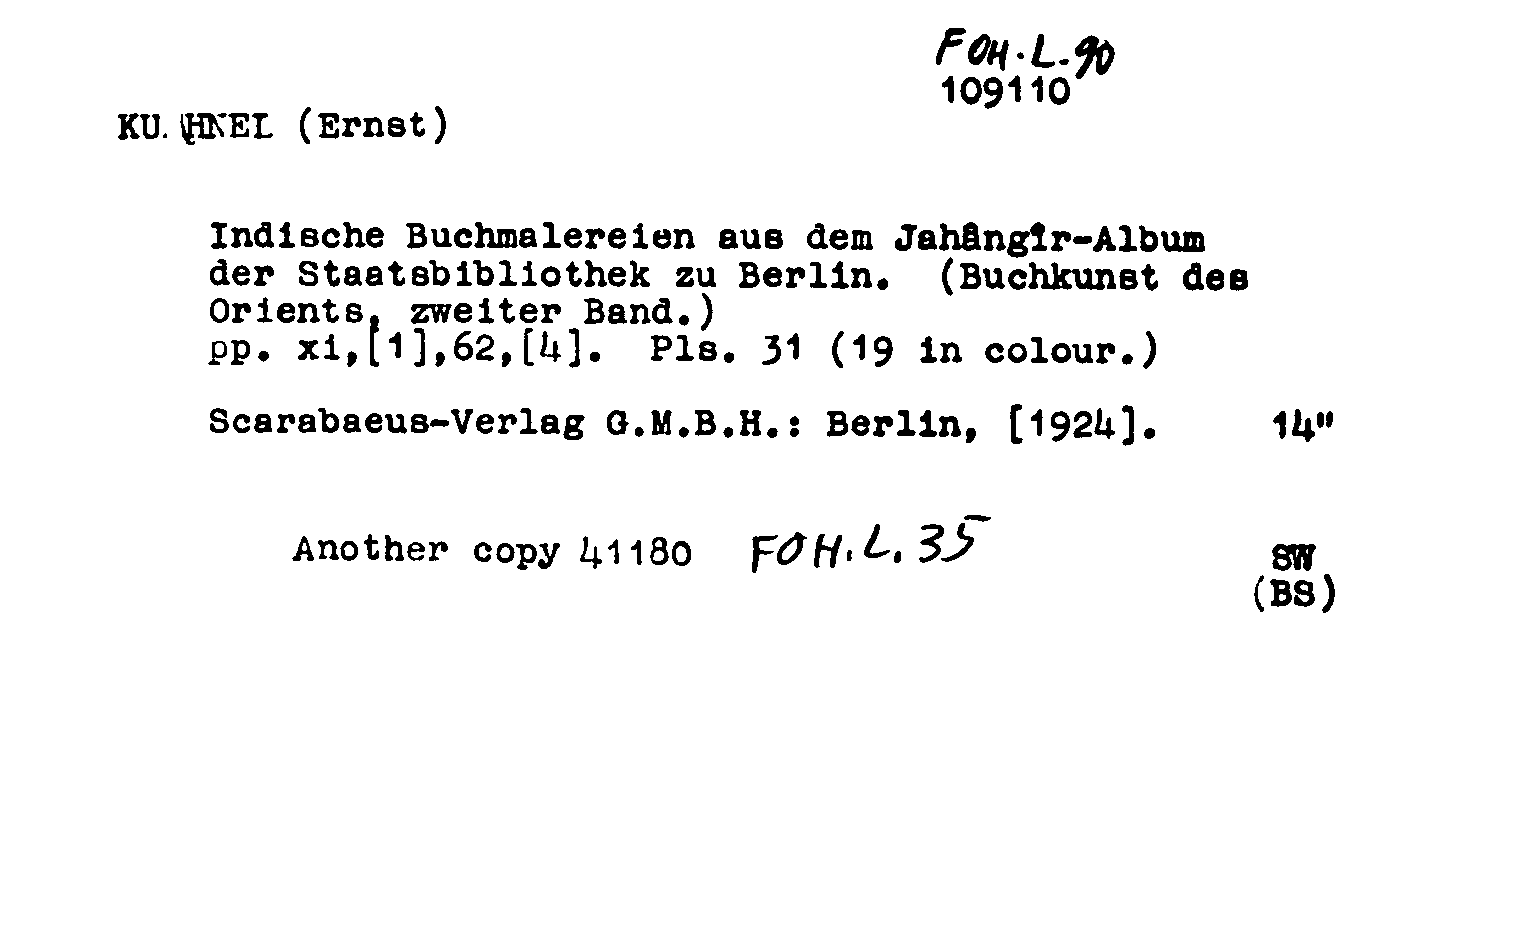 FOH.L.90
109110
KU.HNEL (Ernst)
Indische Buchmalereien aus dem Jahângîr-Album
der Staatsbibliothek zu Berlin. (Buchkunst des
Orients, zweiter Band.)
pp. xi,[1],62,[4]. Pls. 31 (19 in colour.)
Scarabaeus-Verlag G.M.B.H.: Berlin, [1924]. 14"
Another copy 41180 FOH.L.35
SW
(BS)